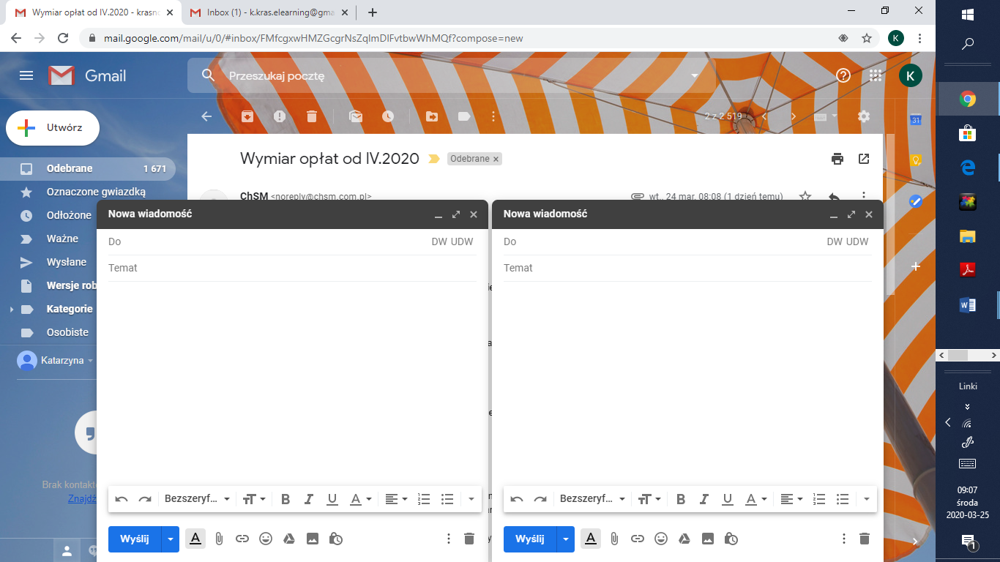 Wymiar opłat od IV.2020 - krasno
Inbox (1) - k.kras.elearning@gma
mail.google.com/mail/u/0/#inbox/FMfcgxwHMZGcgrNsZqlmDlFvtbwWhMQf?compose=new
K
Gmail
Przeszukaj pocztę
K
Utwórz
2 z 2 519
31
Wymiar opłat od IV.2020
Odebrane x
Odebrane 1 671
Oznaczone gwiazdką
Odłożone
Ważne
Wysłane
Wersje rob
Kategorie
Osobiste
Katarzyna
Brak kontakt
Znajdź
ChSM <noreply@chsm.com.pl>
wt., 24 mar, 08:08 (1 dzień temu)
Nowa wiadomość
Do
DW UDW
Temat
Bezszeryf...
Wyślij
Nowa wiadomość
Do
DW UDW
Temat
Bezszeryf...
Wyślij
Linki
09:07
środa
2020-03-25
1